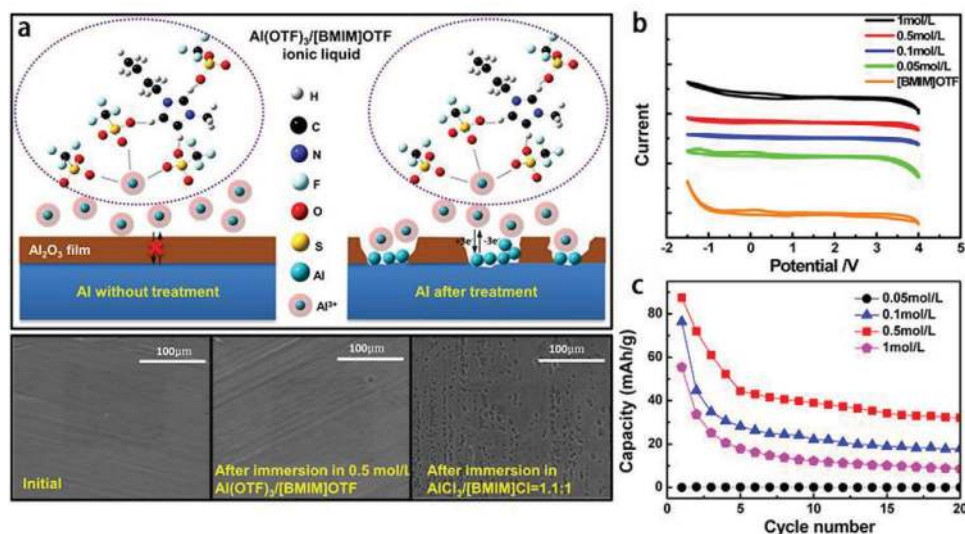 a
Al(OTF)₃/[BMIM]OTF
ionic liquid
H
C
N
F
O
S
Al
Al³⁺
Al₂O₃ film
Al without treatment
+3e⁻
-3e⁻
Al after treatment
100μm
Initial
100μm
After immersion in 0.5 mol/L
Al(OTF)₃/[BMIM]OTF
100μm
After immersion in
AlCl₃/[BMIM]Cl=1.1:1
b
1mol/L
0.5mol/L
0.1mol/L
0.05mol/L
[BMIM]OTF
Current
-2 -1 0 1 2 3 4 5
Potential /V
c
0.05mol/L
0.1mol/L
0.5mol/L
1mol/L
Capacity (mAh/g)
80
60
40
20
0
0 5 10 15 20
Cycle number